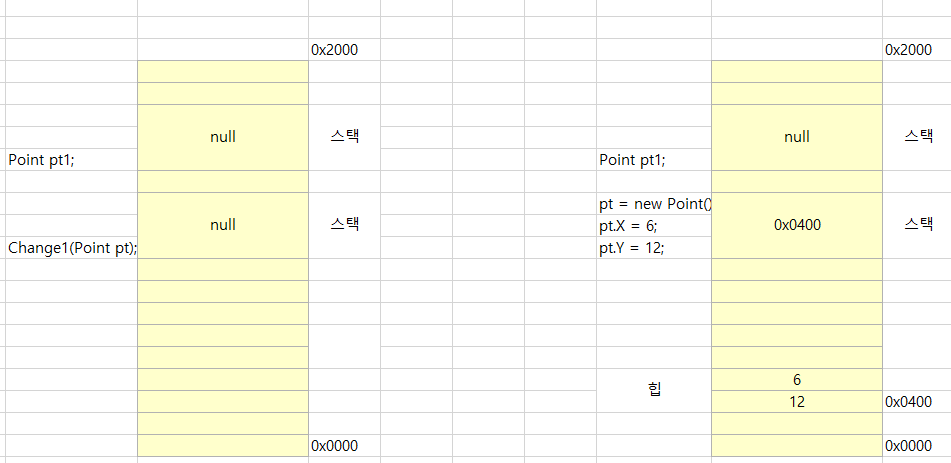 0x2000 0x2000
null 스택 null 스택
Point pt1; Point pt1;
pt = new Point()
null 스택 pt.X = 6; 0x0400 스택
Change1(Point pt); pt.Y = 12;
6
힙
12 0x0400
0x0000 0x0000